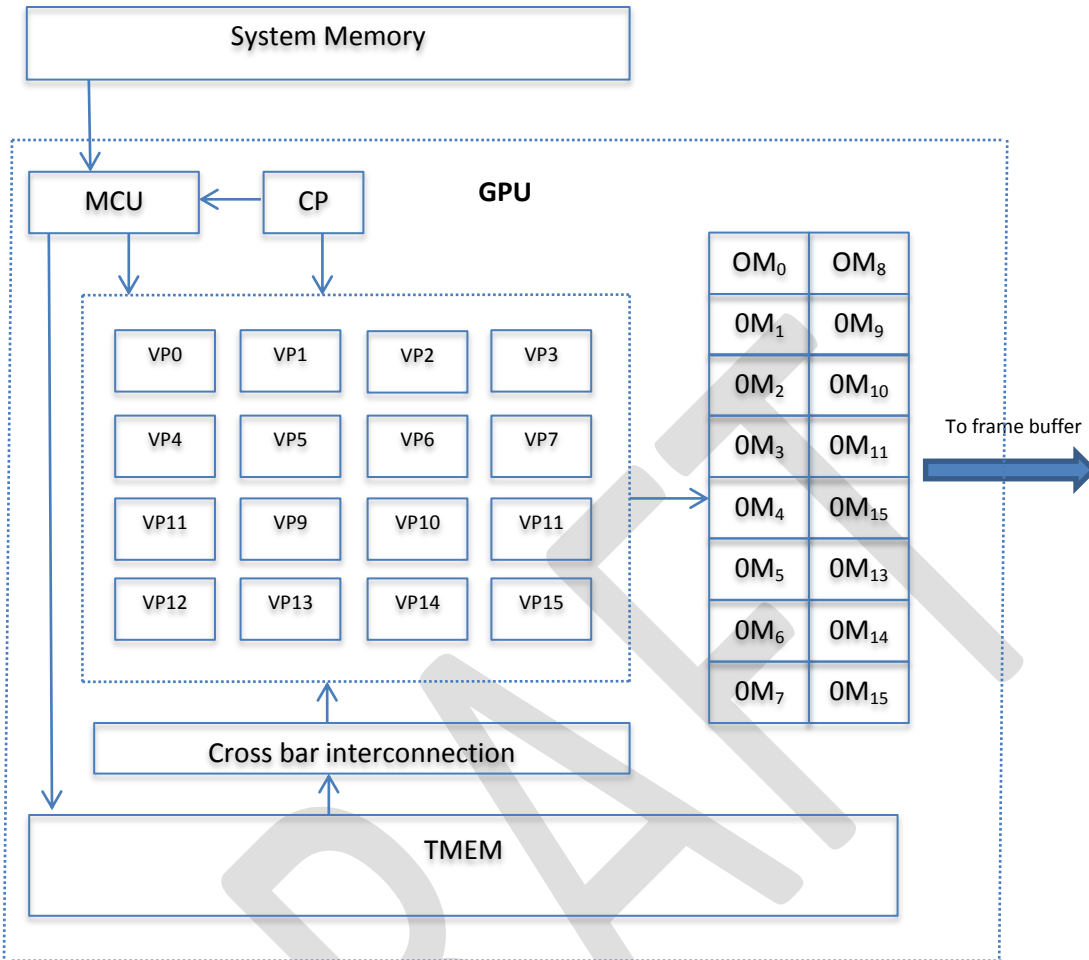 System Memory
GPU
MCU
CP
OM₀ OM₈
0M₁ 0M₉
0M₂ 0M₁₀
0M₃ 0M₁₁
0M₄ 0M₁₅
0M₅ 0M₁₃
0M₆ 0M₁₄
0M₇ 0M₁₅
VP0 VP1 VP2 VP3
VP4 VP5 VP6 VP7
VP11 VP9 VP10 VP11
VP12 VP13 VP14 VP15
To frame buffer
Cross bar interconnection
TMEM
DRAFT